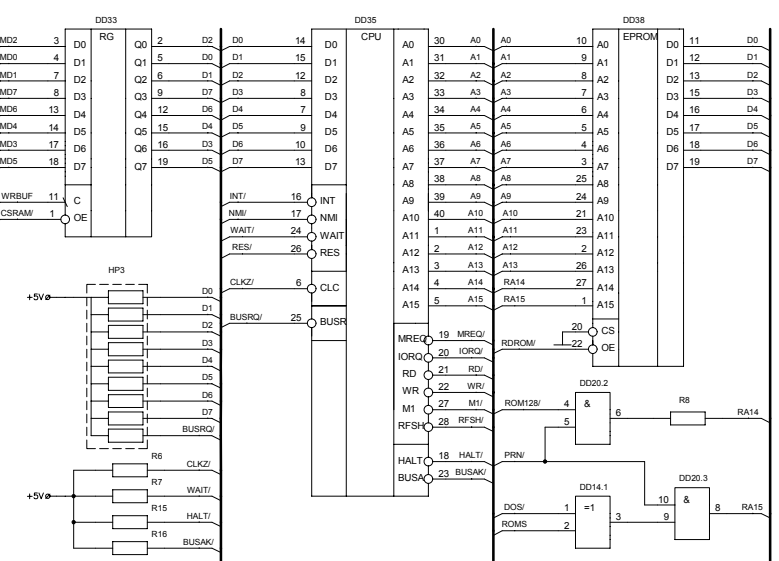 DD33 DD35 DD38
RG CPU EPROM
MD2 3 D0 Q0 2 D2 D0 14 D0 A0 30 A0 A0 10 A0 D0 11 D0
MD0 4 D1 Q1 5 D0 D1 15 D1 A1 31 A1 A1 9 A1 D1 12 D1
MD1 7 D2 Q2 6 D1 D2 12 D2 A2 32 A2 A2 8 A2 D2 13 D2
MD7 8 D3 Q3 9 D7 D3 8 D3 A3 33 A3 A3 7 A3 D3 15 D3
MD6 13 D4 Q4 12 D6 D4 7 D4 A4 34 A4 A4 6 A4 D4 16 D4
MD4 14 D5 Q5 15 D4 D5 9 D5 A5 35 A5 A5 5 A5 D5 17 D5
MD3 17 D6 Q6 16 D3 D6 10 D6 A6 36 A6 A6 4 A6 D6 18 D6
MD5 18 D7 Q7 19 D5 D7 13 D7 A7 37 A7 A7 3 A7 D7 19 D7
A8 38 A8 A8 25 A8
WRBUF 11 C INT/ 16 INT A9 39 A9 A9 24 A9
CSRAM/ 1 OE NMI/ 17 NMI A10 40 A10 A10 21 A10
WAIT/ 24 WAIT A11 1 A11 A11 23 A11
RES/ 26 RES A12 2 A12 A12 2 A12
A13 3 A13 A13 26 A13
CLKZ/ 6 CLC A14 4 A14 RA14 27 A14
A15 5 A15 RA15 1 A15
BUSRQ/ 25 BUSR
20 CS
MREQ 19 MREQ/ RDROM/ 22 OE
IORQ 20 IORQ/
RD 21 RD/
WR 22 WR/
M1 27 M1/
RFSH 28 RFSH/
HALT 18 HALT/ PRN/
BUSA 23 BUSAK/
HP3
+5V
D0
D1
D2
D3
D4
D5
D6
D7
BUSRQ/
R6 CLKZ/
R7 WAIT/
+5V
R15 HALT/
R16 BUSAK/
DD20.2
ROM128/ 4 & 6 R8 RA14
5
DD14.1 DD20.3
DOS/ 1 =1 3 10 & 8 RA15
ROMS 2 9